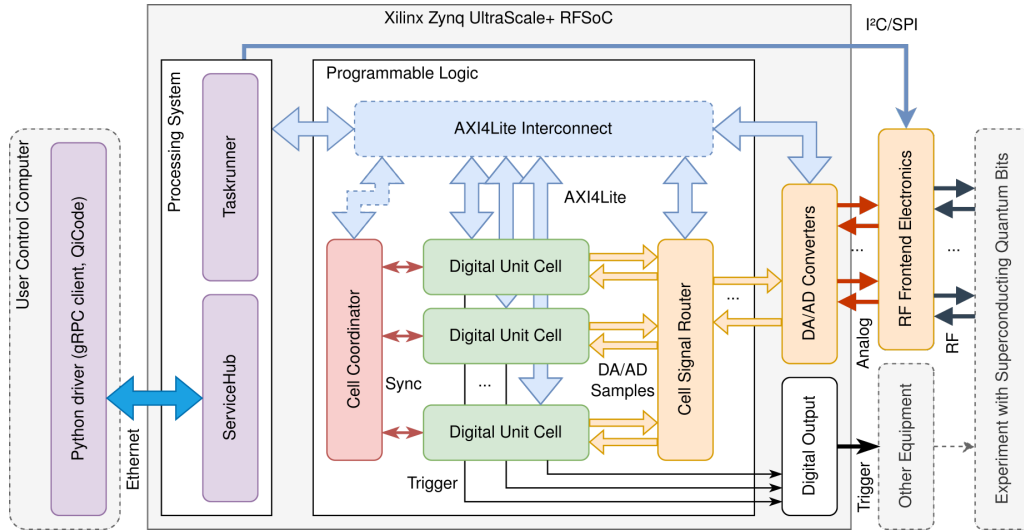 Xilinx Zynq UltraScale+ RFSoC
I²C/SPI
User Control Computer
Python driver (gRPC client, QiCode)
Ethernet
Processing System
Taskrunner
ServiceHub
Programmable Logic
AXI4Lite Interconnect
AXI4Lite
Cell Coordinator
Sync
Digital Unit Cell
Digital Unit Cell
...
Digital Unit Cell
Trigger
DA/AD
Samples
Cell Signal Router
...
DA/AD Converters
Digital Output
...
Analog
Trigger
RF Frontend Electronics
Other Equipment
...
RF
Experiment with Superconducting Quantum Bits